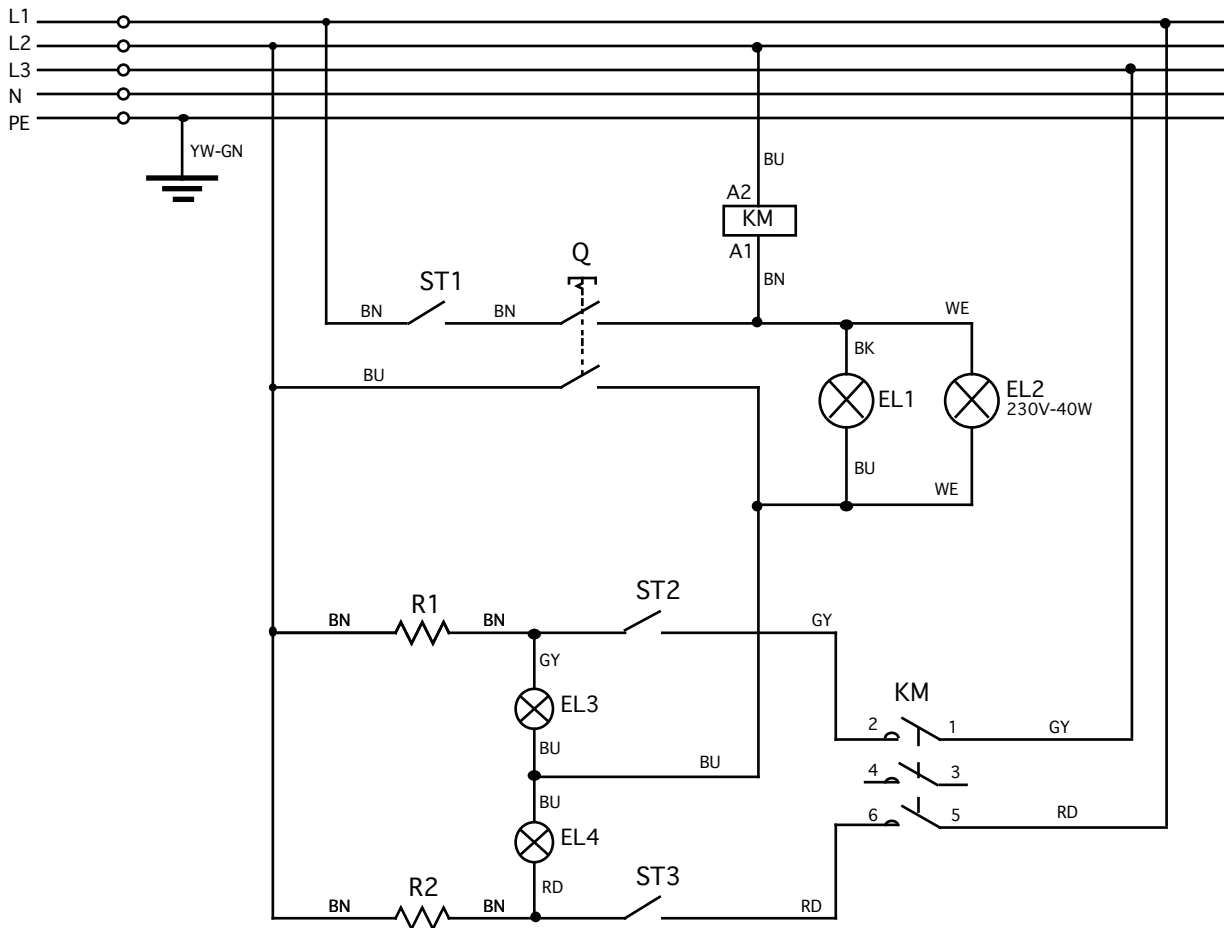 L1
L2
L3
N
PE
YW-GN
BU
A2
KM
A1
BN
Q
ST1
BN
BN
WE
BK
BU
EL1
EL2
230V-40W
BU
WE
R1
ST2
BN
BN
GY
GY
EL3
KM
BU
2
1
GY
BU
4
3
BU
6
5
RD
EL4
R2
ST3
RD
BN
BN
RD